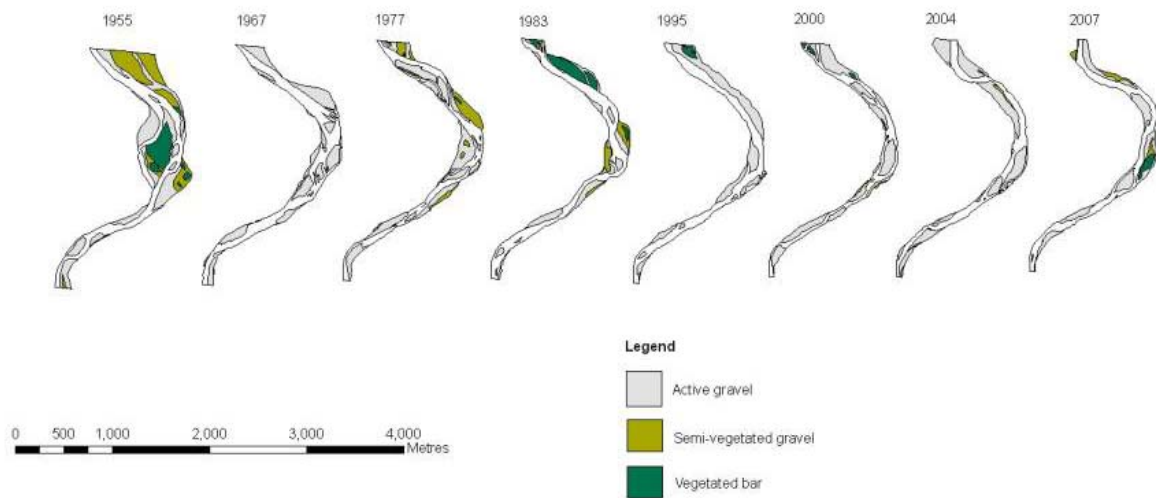 1955 1967 1977 1983 1995 2000 2004 2007
Legend
Active gravel
Semi-vegetated gravel
Vegetated bar
0 500 1,000 2,000 3,000 4,000
Metres